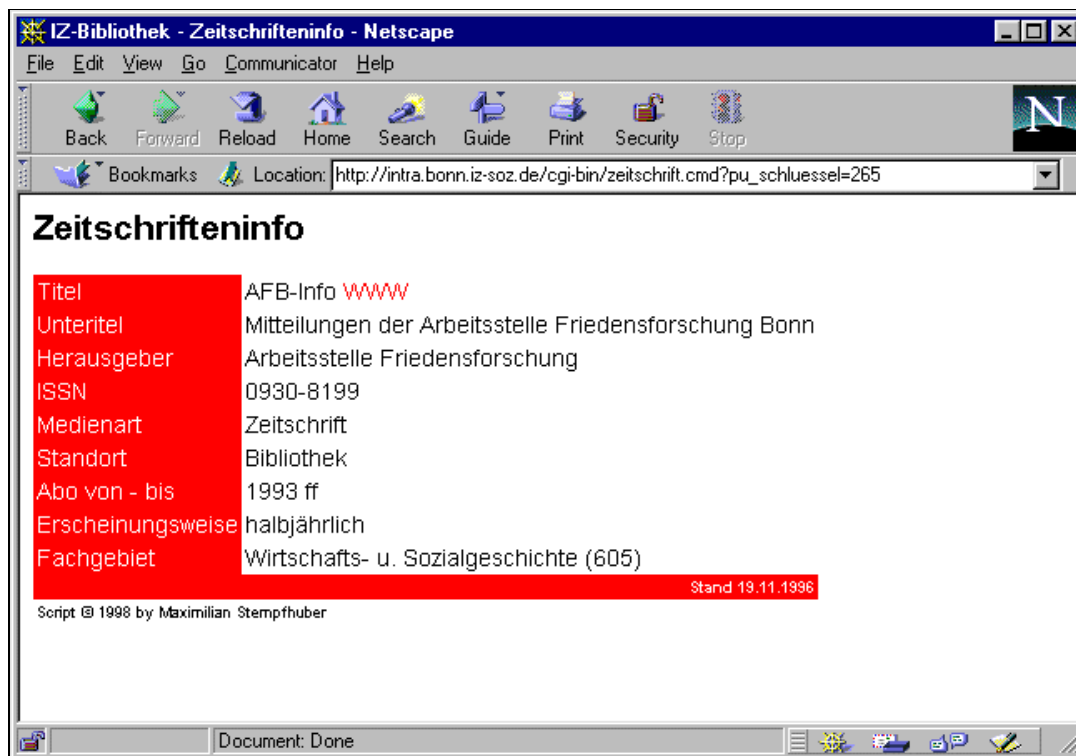 IZ-Bibliothek - Zeitschrifteninfo - Netscape
File Edit View Go Communicator Help
Back Forward Reload Home Search Guide Print Security Stop
N
Bookmarks Location: http://intra.bonn.iz-soz.de/cgi-bin/zeitschrift.cmd?pu_schluessel=265
Zeitschrifteninfo
Titel AFB-Info WWW
Unteritel Mitteilungen der Arbeitsstelle Friedensforschung Bonn
Herausgeber Arbeitsstelle Friedensforschung
ISSN 0930-8199
Medienart Zeitschrift
Standort Bibliothek
Abo von - bis 1993 ff
Erscheinungsweise halbjährlich
Fachgebiet Wirtschafts- u. Sozialgeschichte (605)
Stand 19.11.1996
Script © 1998 by Maximilian Stempfhuber
Document: Done